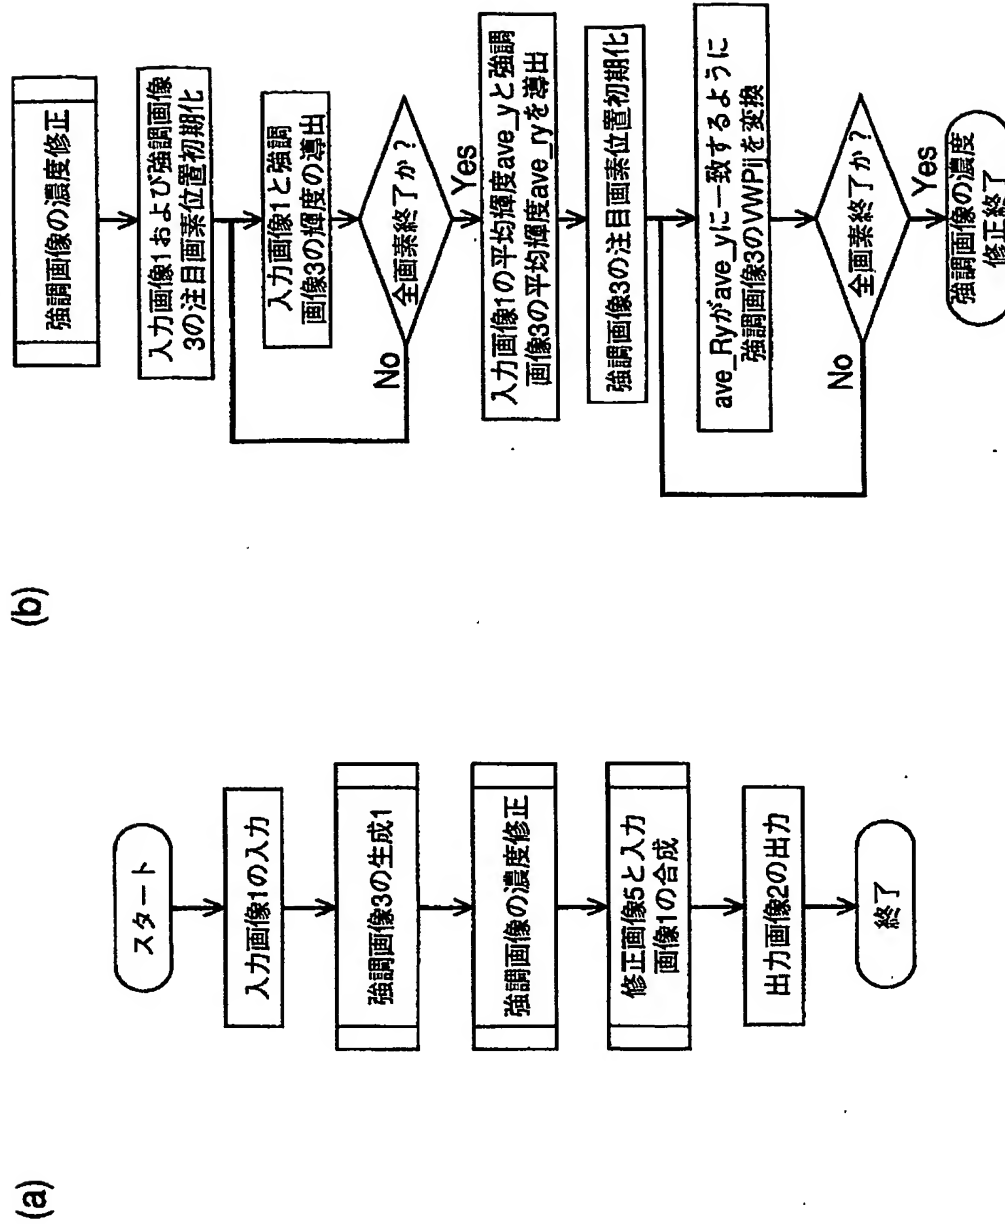 (a)
スタート
入力画像1の入力
強調画像3の生成1
強調画像の濃度修正
修正画像5と入力
画像1の合成
出力画像2の出力
終了
(b)
強調画像の濃度修正
入力画像1および強調画像
3の注目画素位置初期化
入力画像1と強調
画像3の輝度の導出
全画素終了か?
No
Yes
入力画像1の平均輝度ave_yと強調
画像3の平均輝度ave_ryを導出
強調画像3の注目画素位置初期化
ave_Ryがave_yに一致するように
強調画像3のVWPijを変換
全画素終了か?
No
Yes
強調画像の濃度
修正終了